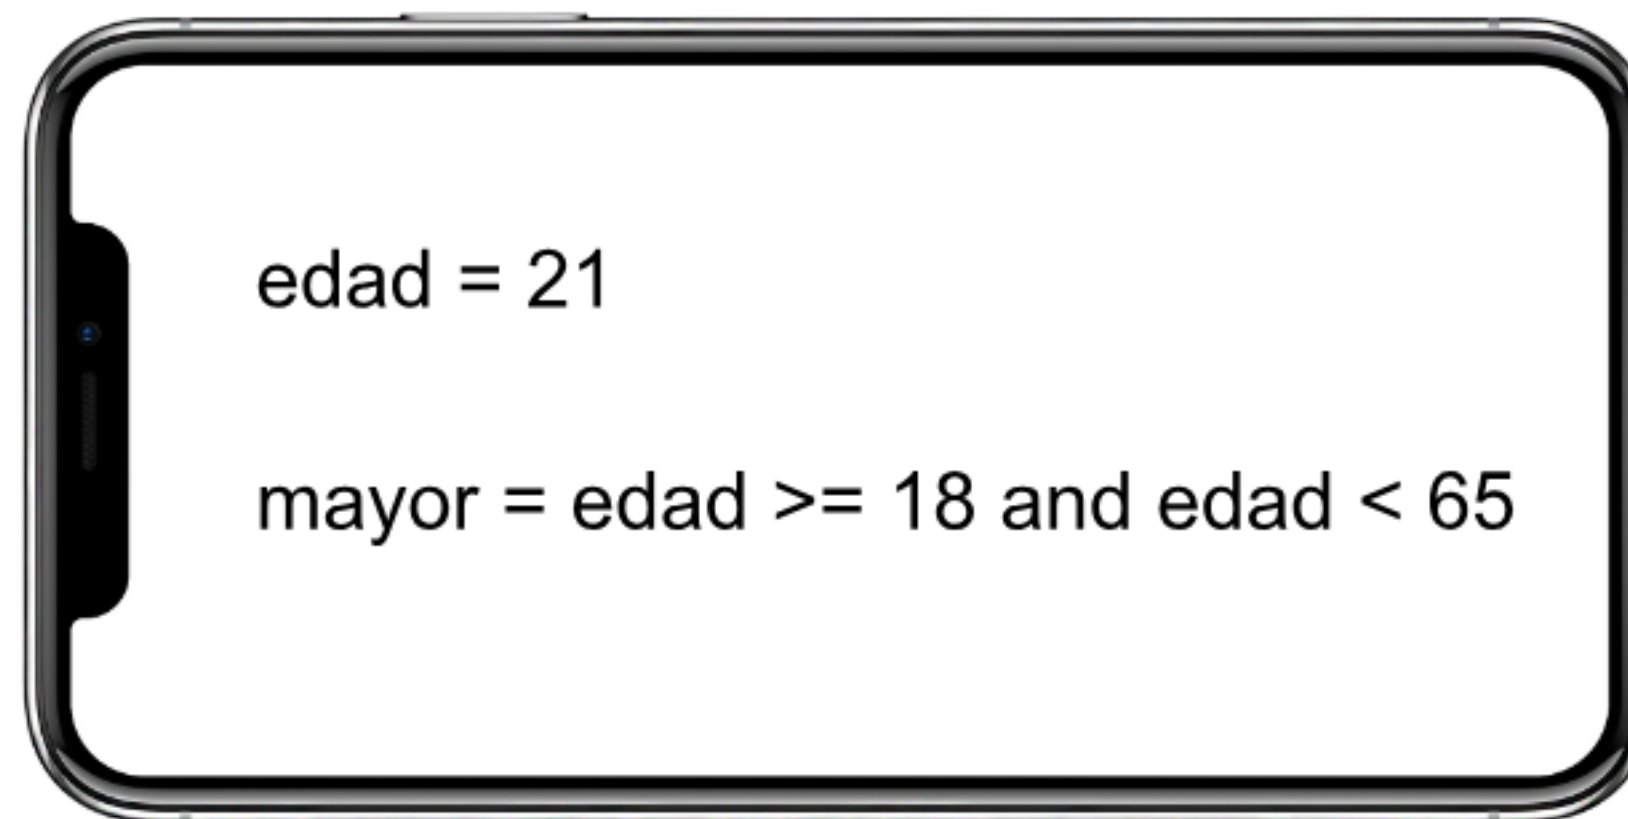 edad = 21
mayor = edad >= 18 and edad < 65